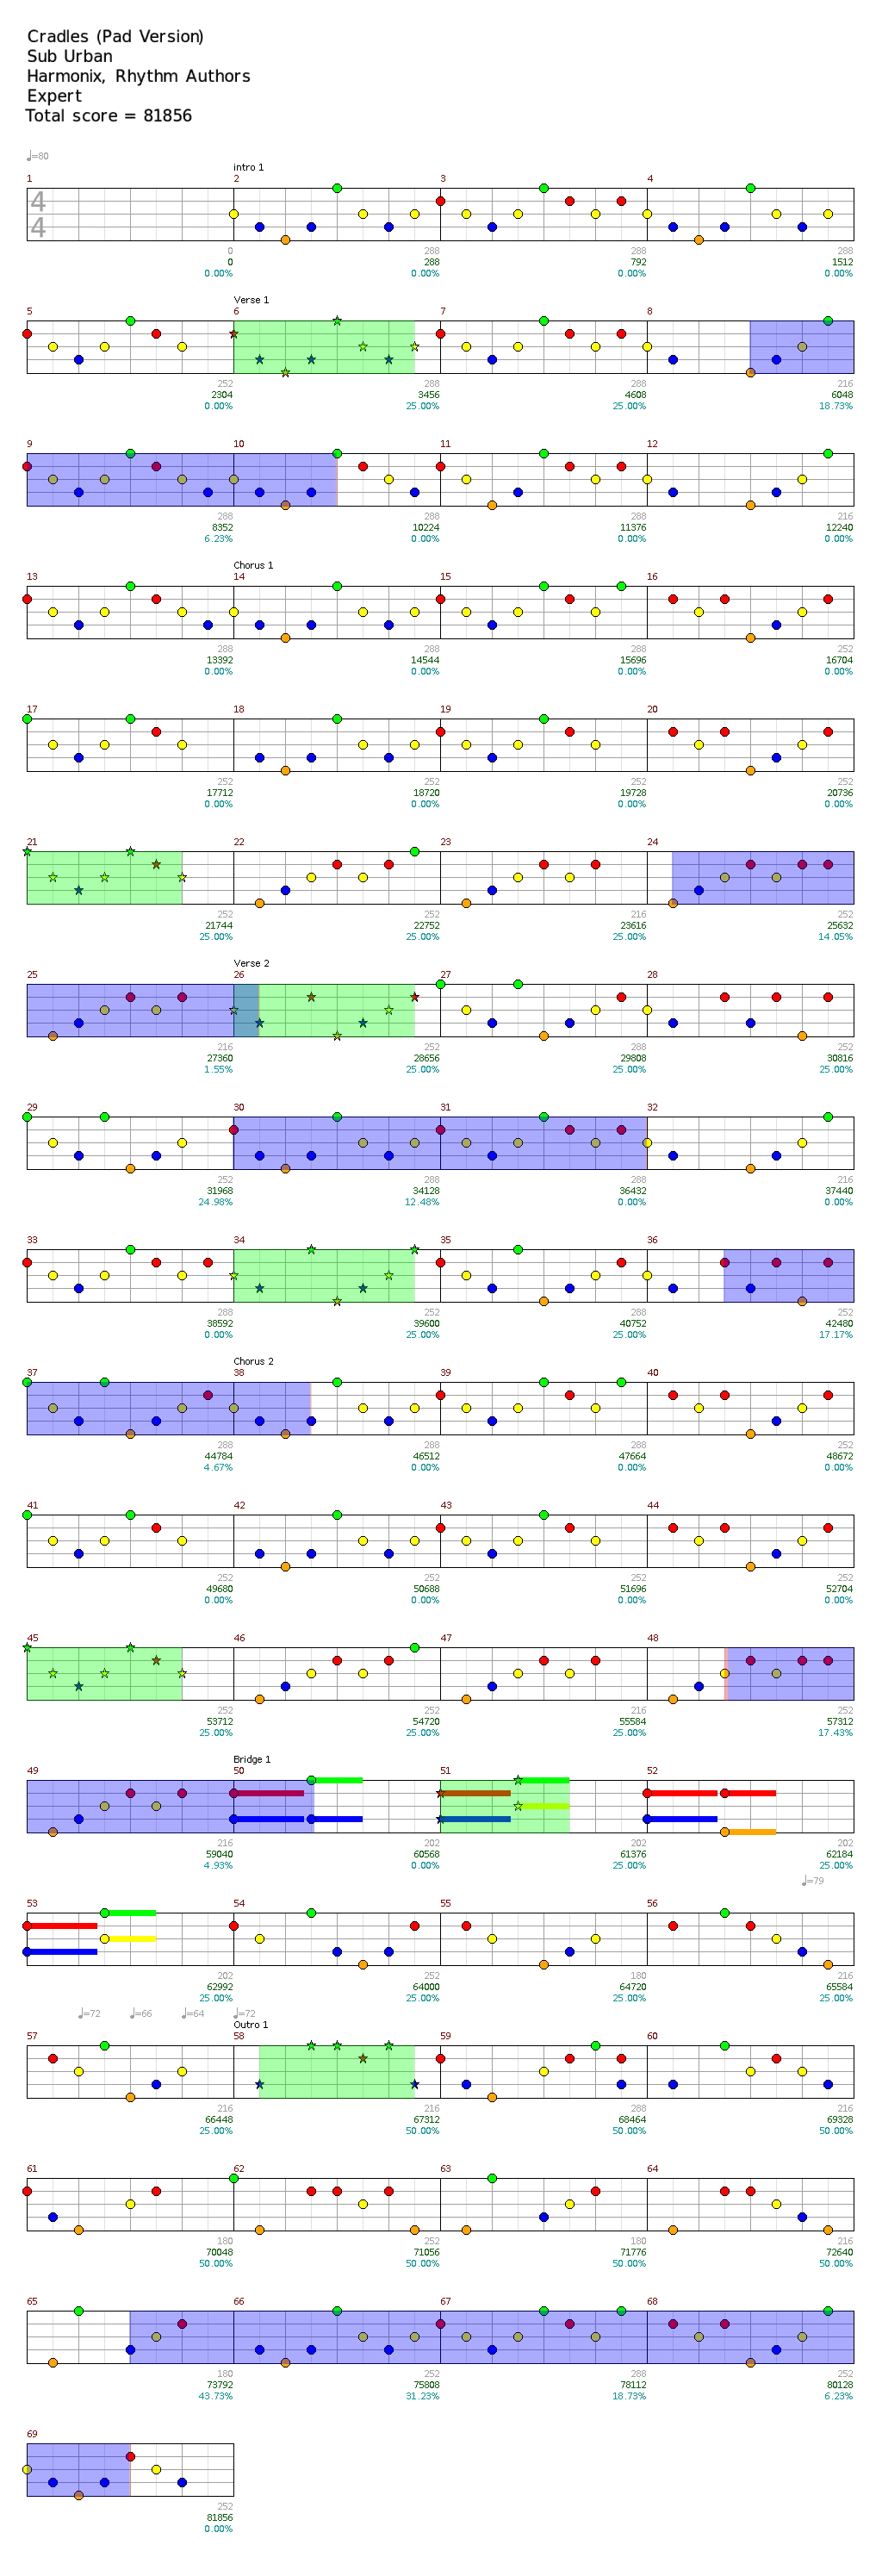 Cradles (Pad Version)
Sub Urban
Harmonix, Rhythm Authors
Expert
Total score = 81856
♩=80
intro 1
1 2 3 4
4
4
0 288 288 288
0 288 792 1512
0.00% 0.00% 0.00% 0.00%
Verse 1
5 6 7 8
252 288 288 216
2304 3456 4608 6048
0.00% 25.00% 25.00% 18.73%
9 10 11 12
288 288 288 216
8352 10224 11376 12240
6.23% 0.00% 0.00% 0.00%
Chorus 1
13 14 15 16
288 288 288 252
13392 14544 15696 16704
0.00% 0.00% 0.00% 0.00%
17 18 19 20
252 252 252 252
17712 18720 19728 20736
0.00% 0.00% 0.00% 0.00%
21 22 23 24
252 252 216 252
21744 22752 23616 25632
25.00% 25.00% 25.00% 14.05%
Verse 2
25 26 27 28
216 252 288 252
27360 28656 29808 30816
1.55% 25.00% 25.00% 25.00%
29 30 31 32
252 288 288 216
31968 34128 36432 37440
24.98% 12.48% 0.00% 0.00%
33 34 35 36
288 252 288 252
38592 39600 40752 42480
0.00% 25.00% 25.00% 17.17%
Chorus 2
37 38 39 40
288 288 288 252
44784 46512 47664 48672
4.67% 0.00% 0.00% 0.00%
41 42 43 44
252 252 252 252
49680 50688 51696 52704
0.00% 0.00% 0.00% 0.00%
45 46 47 48
252 252 216 252
53712 54720 55584 57312
25.00% 25.00% 25.00% 17.43%
Bridge 1
49 50 51 52
216 202 202 202
59040 60568 61376 62184
4.93% 0.00% 25.00% 25.00%
♩=79
53 54 55 56
202 252 180 216
62992 64000 64720 65584
25.00% 25.00% 25.00% 25.00%
♩=72 ♩=66 ♩=64 ♩=72
Outro 1
57 58 59 60
216 216 288 216
66448 67312 68464 69328
25.00% 50.00% 50.00% 50.00%
61 62 63 64
180 252 180 216
70048 71056 71776 72640
50.00% 50.00% 50.00% 50.00%
65 66 67 68
180 252 288 252
73792 75808 78112 80128
43.73% 31.23% 18.73% 6.23%
69
252
81856
0.00%